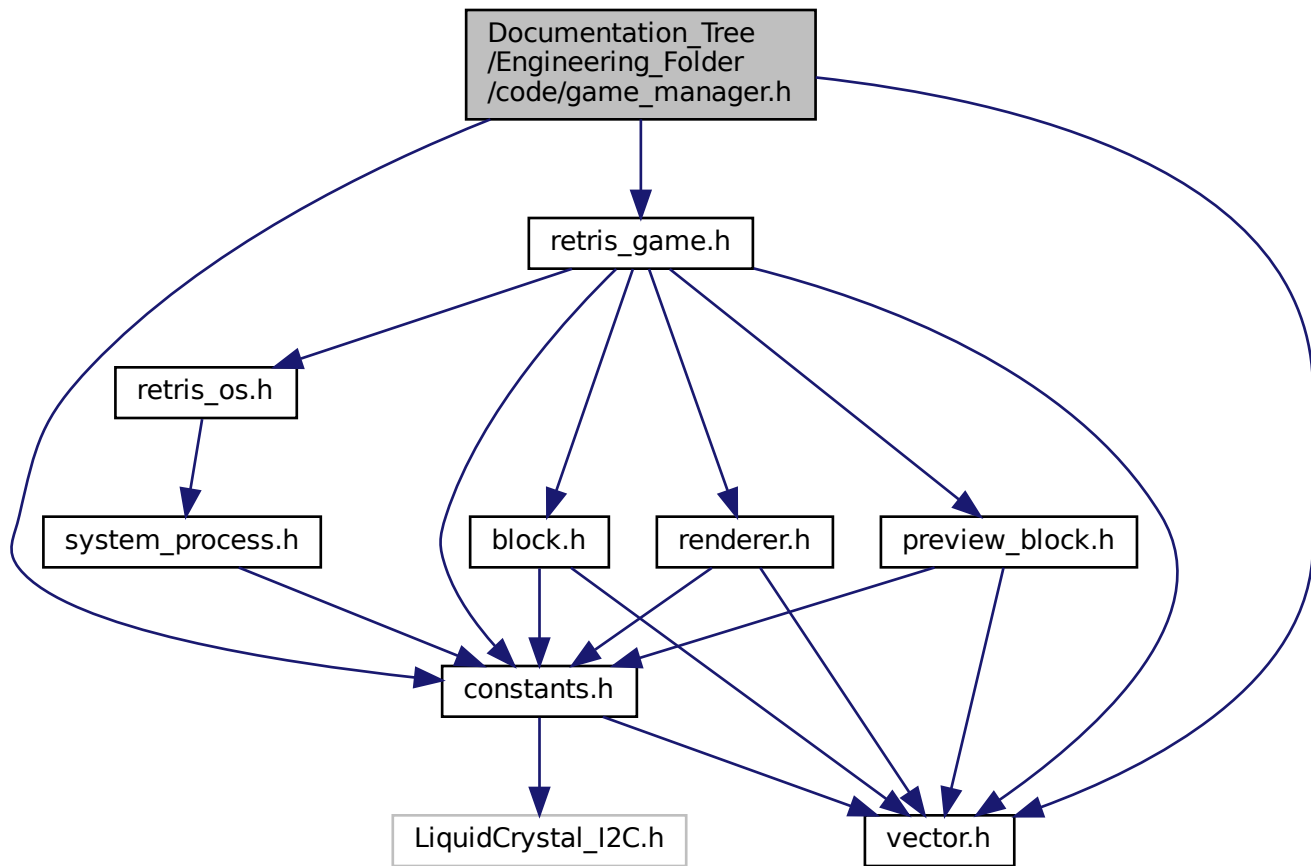 Documentation_Tree
/Engineering_Folder
/code/game_manager.h
retris_game.h
retris_os.h
system_process.h
block.h
renderer.h
preview_block.h
constants.h
LiquidCrystal_I2C.h
vector.h